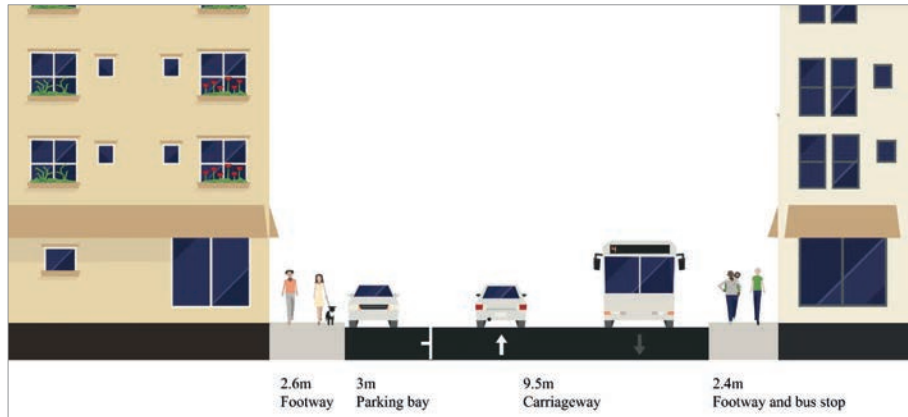 2.6m
Footway
3m
Parking bay
9.5m
Carriageway
2.4m
Footway and bus stop